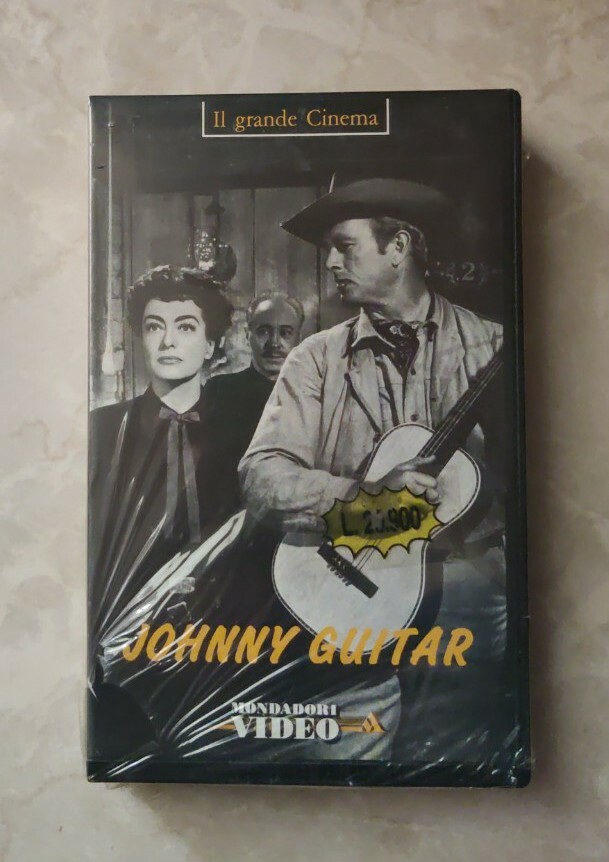 Il grande Cinema
JOHNNY GUITAR
MONDADORI
VIDEO